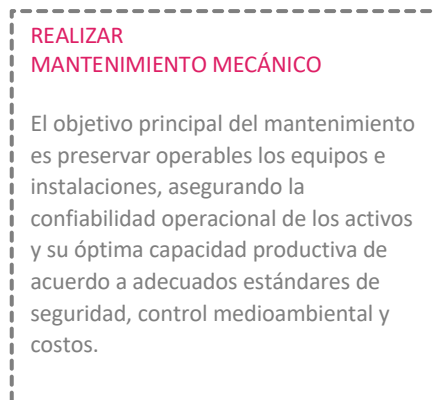 REALIZAR
MANTENIMIENTO MECÁNICO
El objetivo principal del mantenimiento
es preservar operables los equipos e
instalaciones, asegurando la
confiabilidad operacional de los activos
y su óptima capacidad productiva de
acuerdo a adecuados estándares de
seguridad, control medioambiental y
costos.